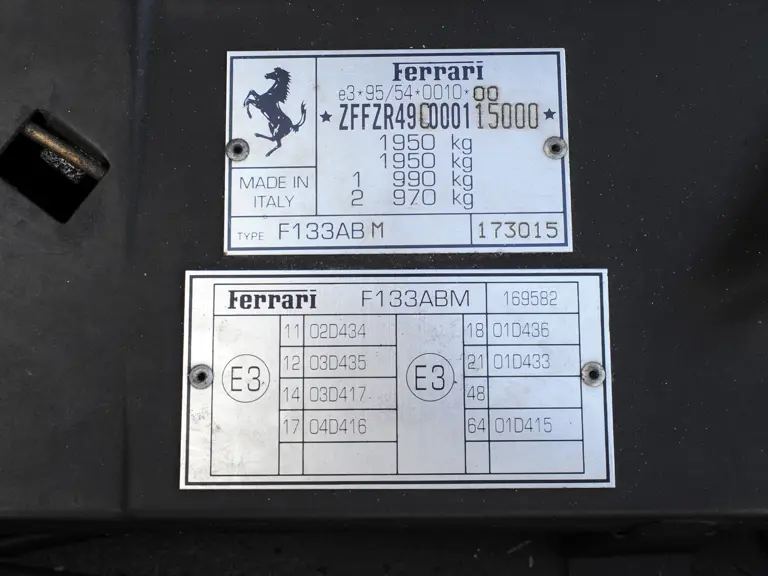 Ferrari
e3*95/54*0010*00
*ZFFZR49C000115000*
1950 kg
1950 kg
1 990 kg
2 970 kg
MADE IN
ITALY
TYPE F133AB M 173015
Ferrari F133ABM 169582
11 02D434 18 01D436
12 03D435 21 01D433
E3 E3
14 03D417 48
17 04D416 64 01D415